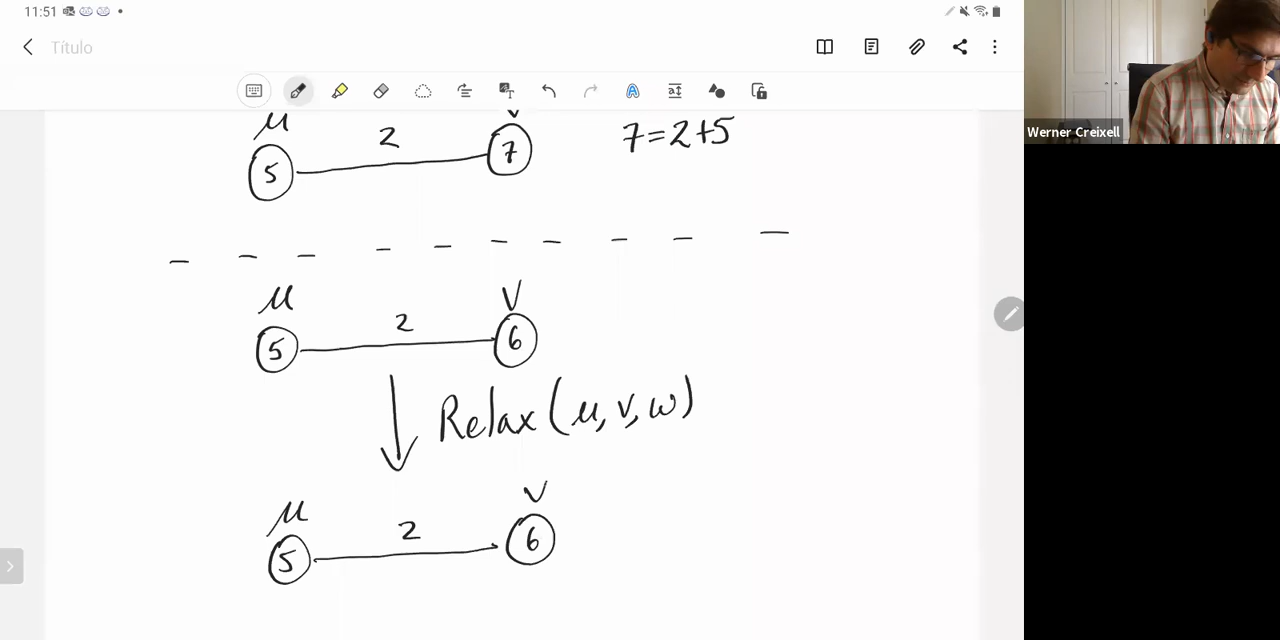 11:51
Título
μ 2 v
5 7 7=2+5
μ 2 v
5 6
Relax(μ, v, w)
μ 2 v
5 6
Werner Creixell